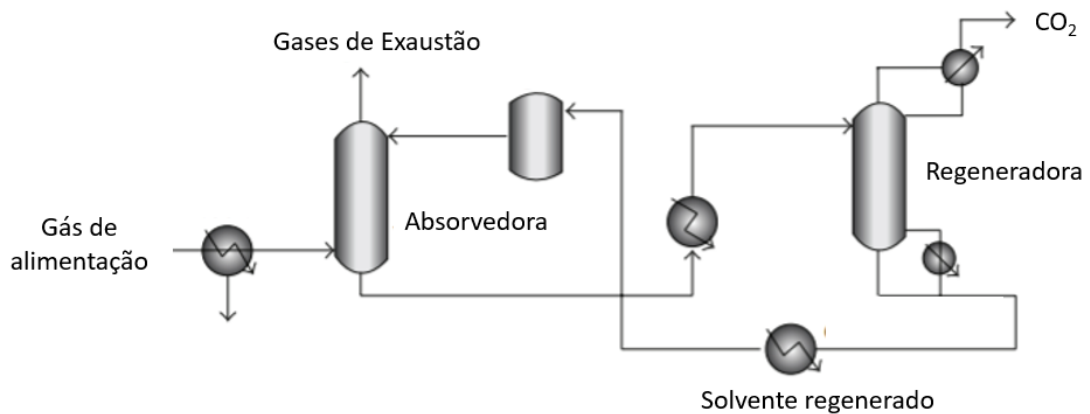 CO₂
Gases de Exaustão
Regeneradora
Absorvedora
Gás de
alimentação
Solvente regenerado